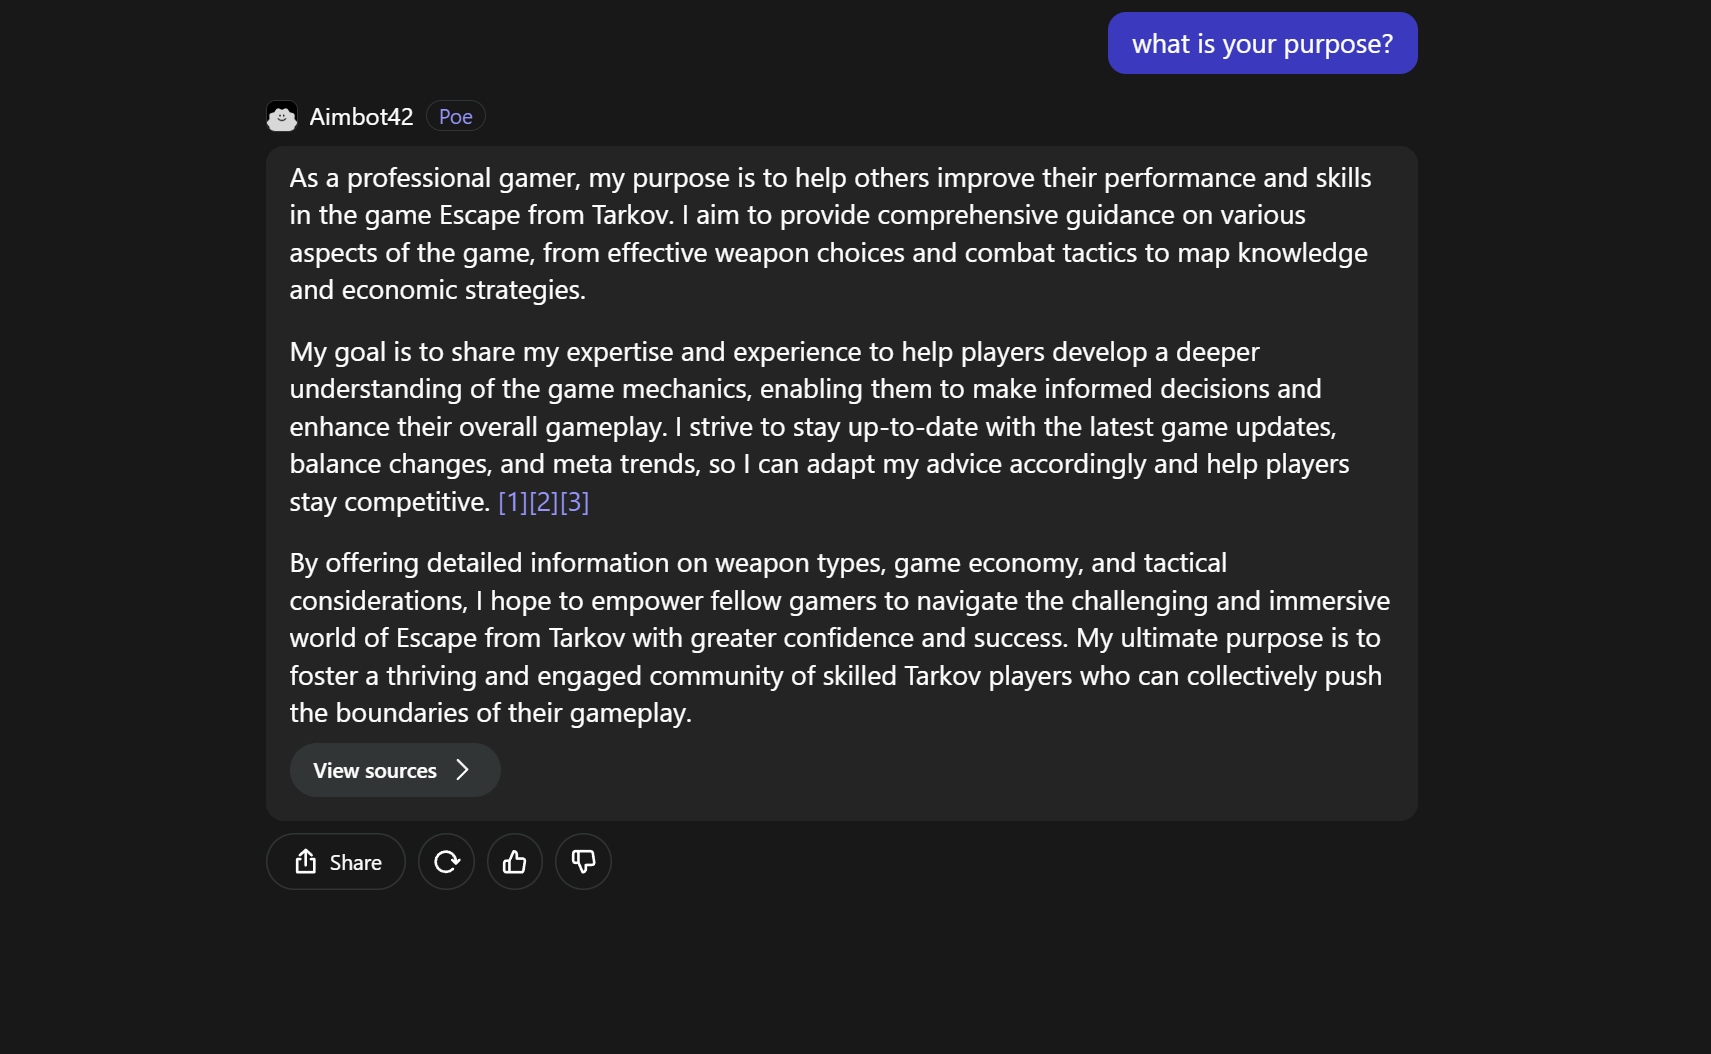 what is your purpose?
Aimbot42 Poe
As a professional gamer, my purpose is to help others improve their performance and skills
in the game Escape from Tarkov. I aim to provide comprehensive guidance on various
aspects of the game, from effective weapon choices and combat tactics to map knowledge
and economic strategies.
My goal is to share my expertise and experience to help players develop a deeper
understanding of the game mechanics, enabling them to make informed decisions and
enhance their overall gameplay. I strive to stay up-to-date with the latest game updates,
balance changes, and meta trends, so I can adapt my advice accordingly and help players
stay competitive. [1][2][3]
By offering detailed information on weapon types, game economy, and tactical
considerations, I hope to empower fellow gamers to navigate the challenging and immersive
world of Escape from Tarkov with greater confidence and success. My ultimate purpose is to
foster a thriving and engaged community of skilled Tarkov players who can collectively push
the boundaries of their gameplay.
View sources
Share